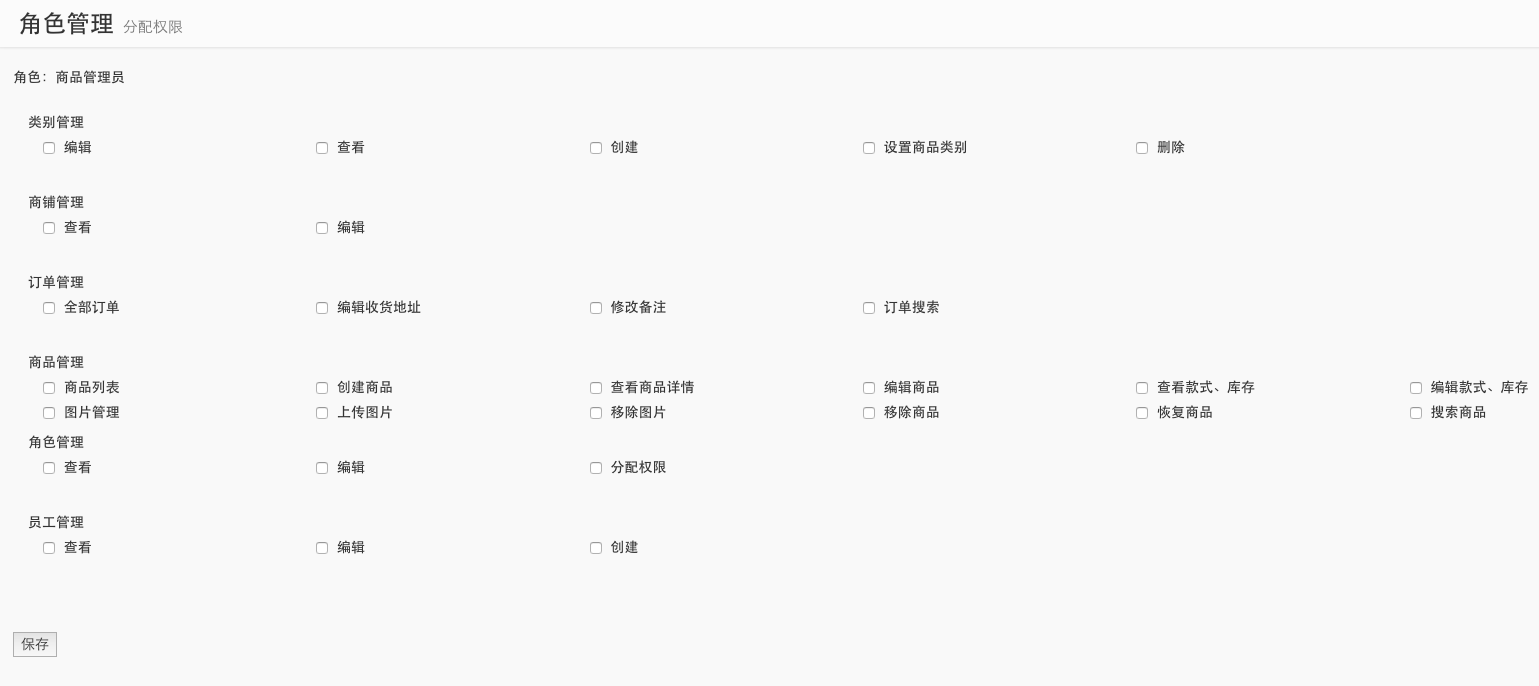 角色管理 分配权限
角色：商品管理员
类别管理
编辑 查看 创建 设置商品类别 删除
商铺管理
查看 编辑
订单管理
全部订单 编辑收货地址 修改备注 订单搜索
商品管理
商品列表 创建商品 查看商品详情 编辑商品 查看款式、库存 编辑款式、库存
图片管理 上传图片 移除图片 移除商品 恢复商品 搜索商品
角色管理
查看 编辑 分配权限
员工管理
查看 编辑 创建
保存